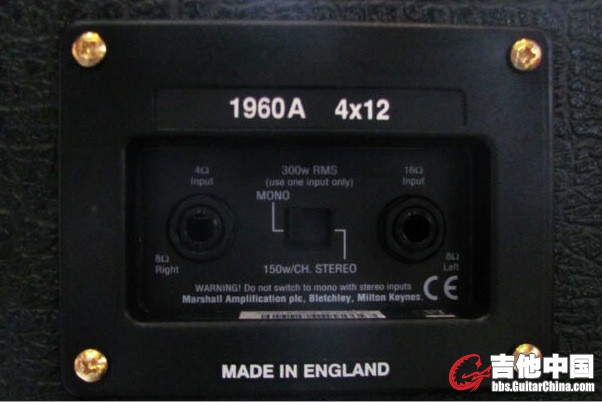 1960A 4x12
4Ω Input
300w RMS
(use one input only)
16Ω Input
MONO
8Ω Right
150w/CH. STEREO
8Ω Left
WARNING! Do not switch to mono with stereo inputs
Marshall Amplification plc, Bletchley, Milton Keynes.
CE
MADE IN ENGLAND
吉他中国
bbs.GuitarChina.com